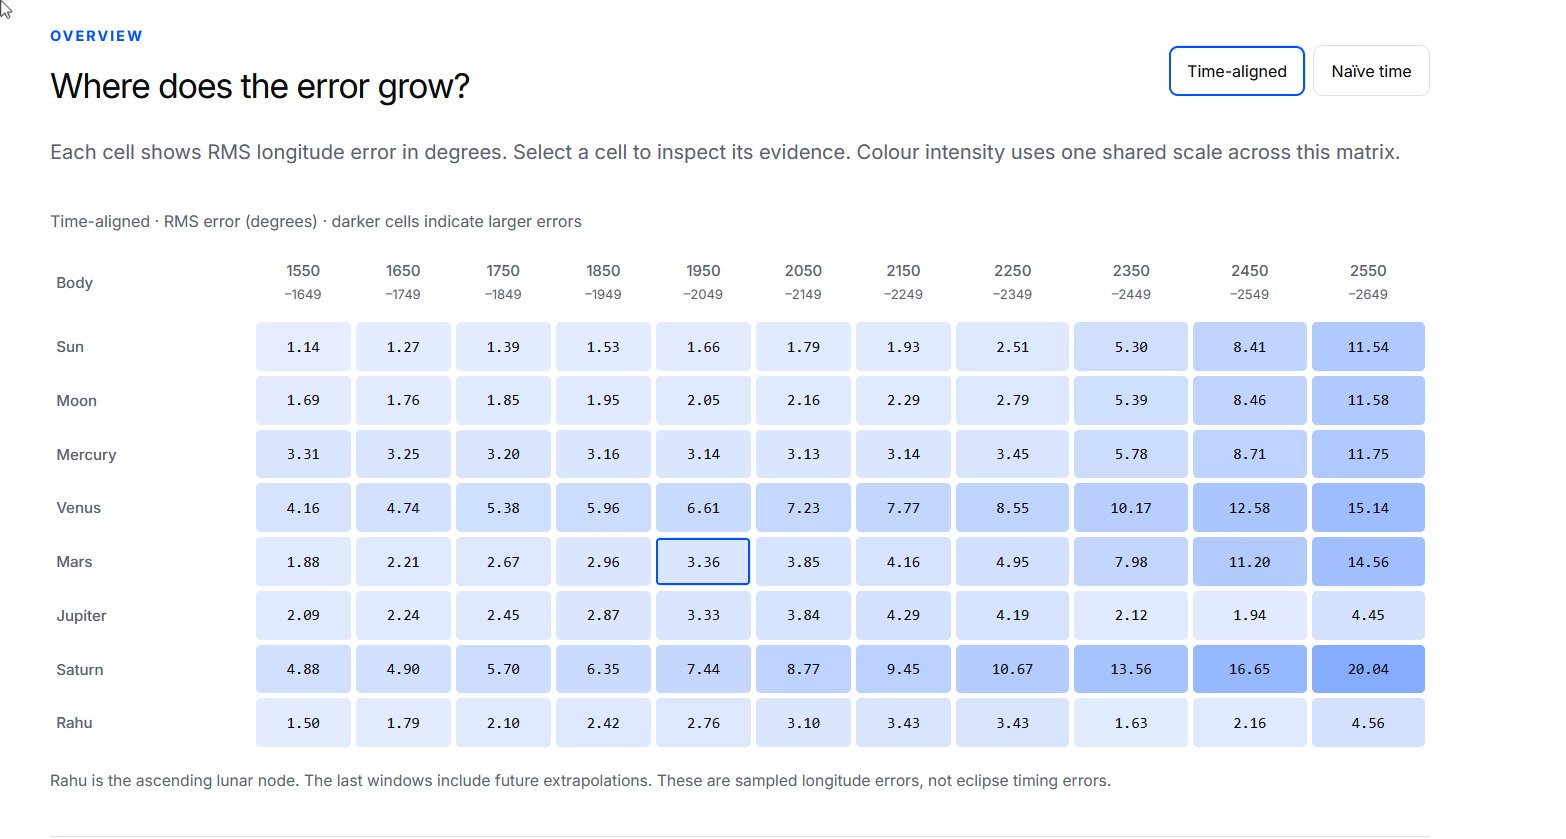 OVERVIEW
Where does the error grow?
Time-aligned
Naïve time
Each cell shows RMS longitude error in degrees. Select a cell to inspect its evidence. Colour intensity uses one shared scale across this matrix.
Time-aligned · RMS error (degrees) · darker cells indicate larger errors
Body 1550 1650 1750 1850 1950 2050 2150 2250 2350 2450 2550
–1649 –1749 –1849 –1949 –2049 –2149 –2249 –2349 –2449 –2549 –2649
Sun 1.14 1.27 1.39 1.53 1.66 1.79 1.93 2.51 5.30 8.41 11.54
Moon 1.69 1.76 1.85 1.95 2.05 2.16 2.29 2.79 5.39 8.46 11.58
Mercury 3.31 3.25 3.20 3.16 3.14 3.13 3.14 3.45 5.78 8.71 11.75
Venus 4.16 4.74 5.38 5.96 6.61 7.23 7.77 8.55 10.17 12.58 15.14
Mars 1.88 2.21 2.67 2.96 3.36 3.85 4.16 4.95 7.98 11.20 14.56
Jupiter 2.09 2.24 2.45 2.87 3.33 3.84 4.29 4.19 2.12 1.94 4.45
Saturn 4.88 4.90 5.70 6.35 7.44 8.77 9.45 10.67 13.56 16.65 20.04
Rahu 1.50 1.79 2.10 2.42 2.76 3.10 3.43 3.43 1.63 2.16 4.56
Rahu is the ascending lunar node. The last windows include future extrapolations. These are sampled longitude errors, not eclipse timing errors.